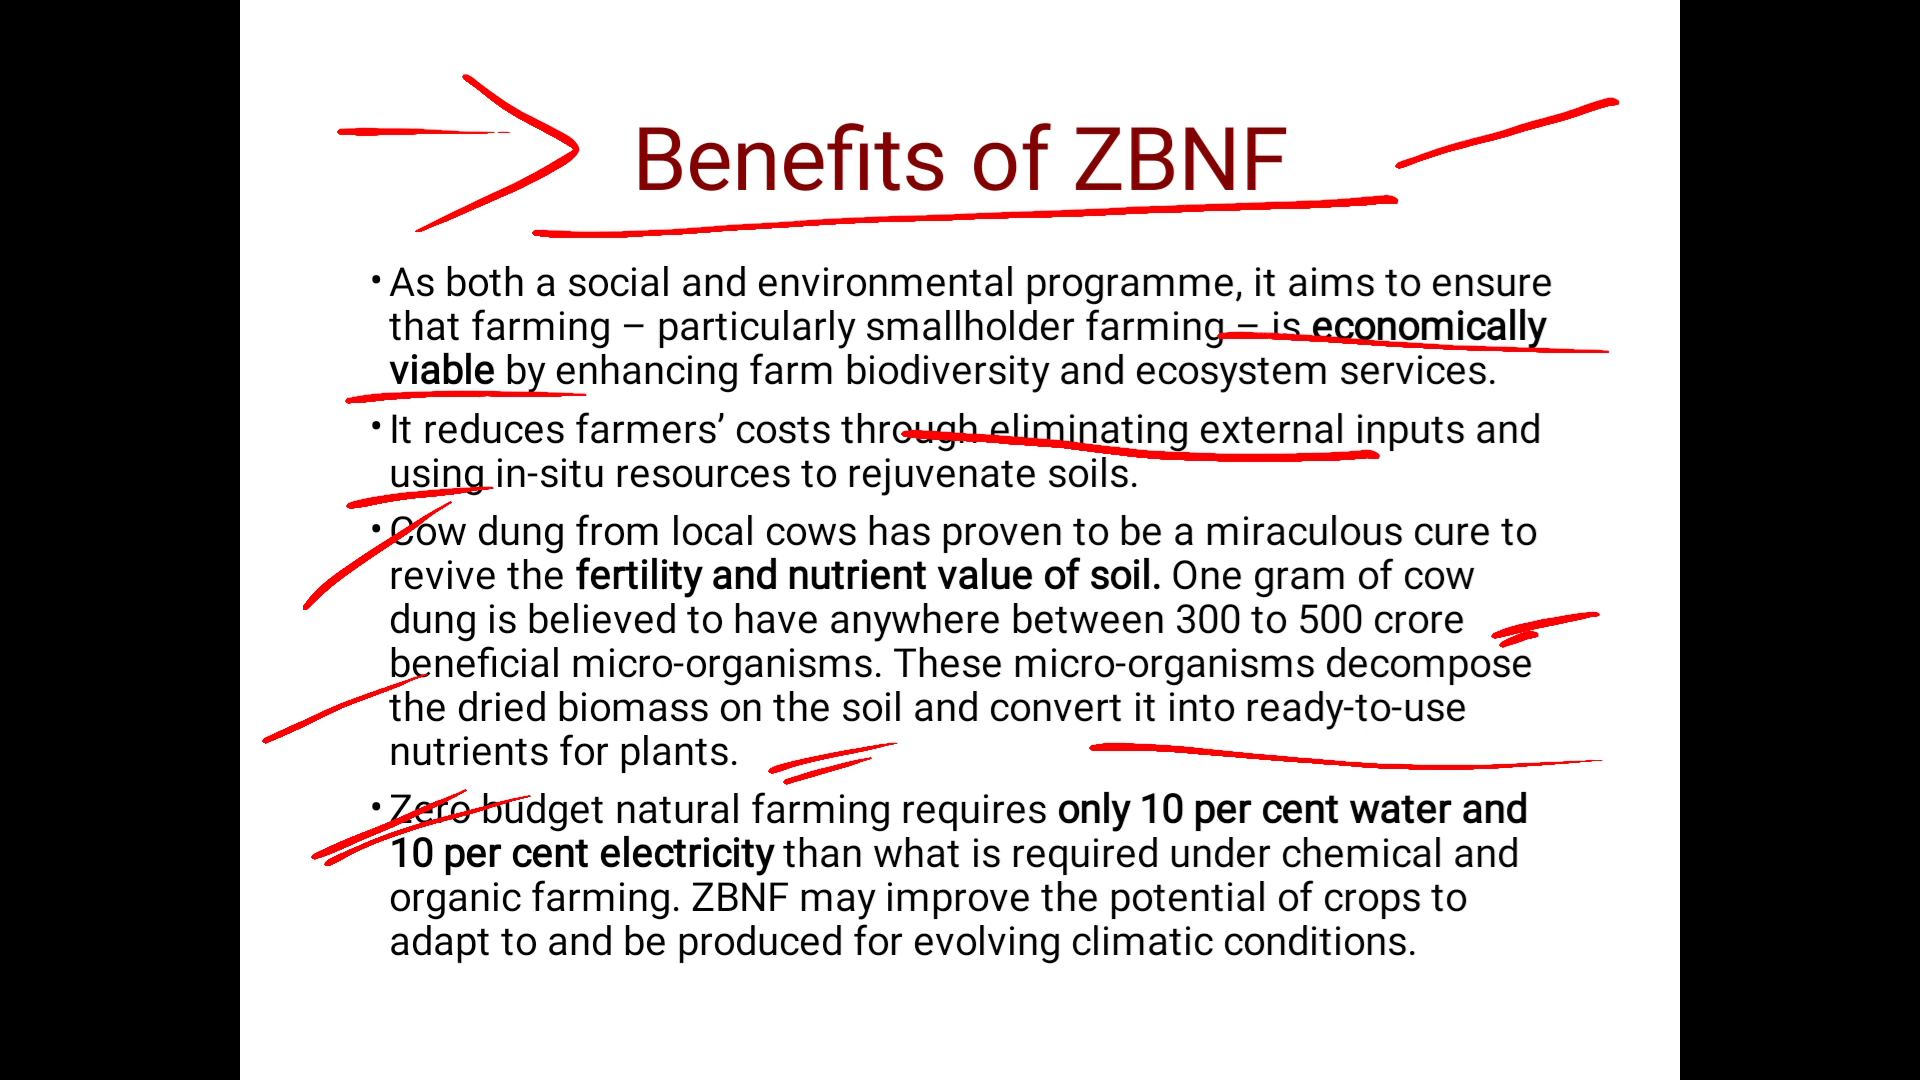 Benefits of ZBNF
• As both a social and environmental programme, it aims to ensure
that farming – particularly smallholder farming – is economically
viable by enhancing farm biodiversity and ecosystem services.
• It reduces farmers’ costs through eliminating external inputs and
using in-situ resources to rejuvenate soils.
• Cow dung from local cows has proven to be a miraculous cure to
revive the fertility and nutrient value of soil. One gram of cow
dung is believed to have anywhere between 300 to 500 crore
beneficial micro-organisms. These micro-organisms decompose
the dried biomass on the soil and convert it into ready-to-use
nutrients for plants.
• Zero budget natural farming requires only 10 per cent water and
10 per cent electricity than what is required under chemical and
organic farming. ZBNF may improve the potential of crops to
adapt to and be produced for evolving climatic conditions.